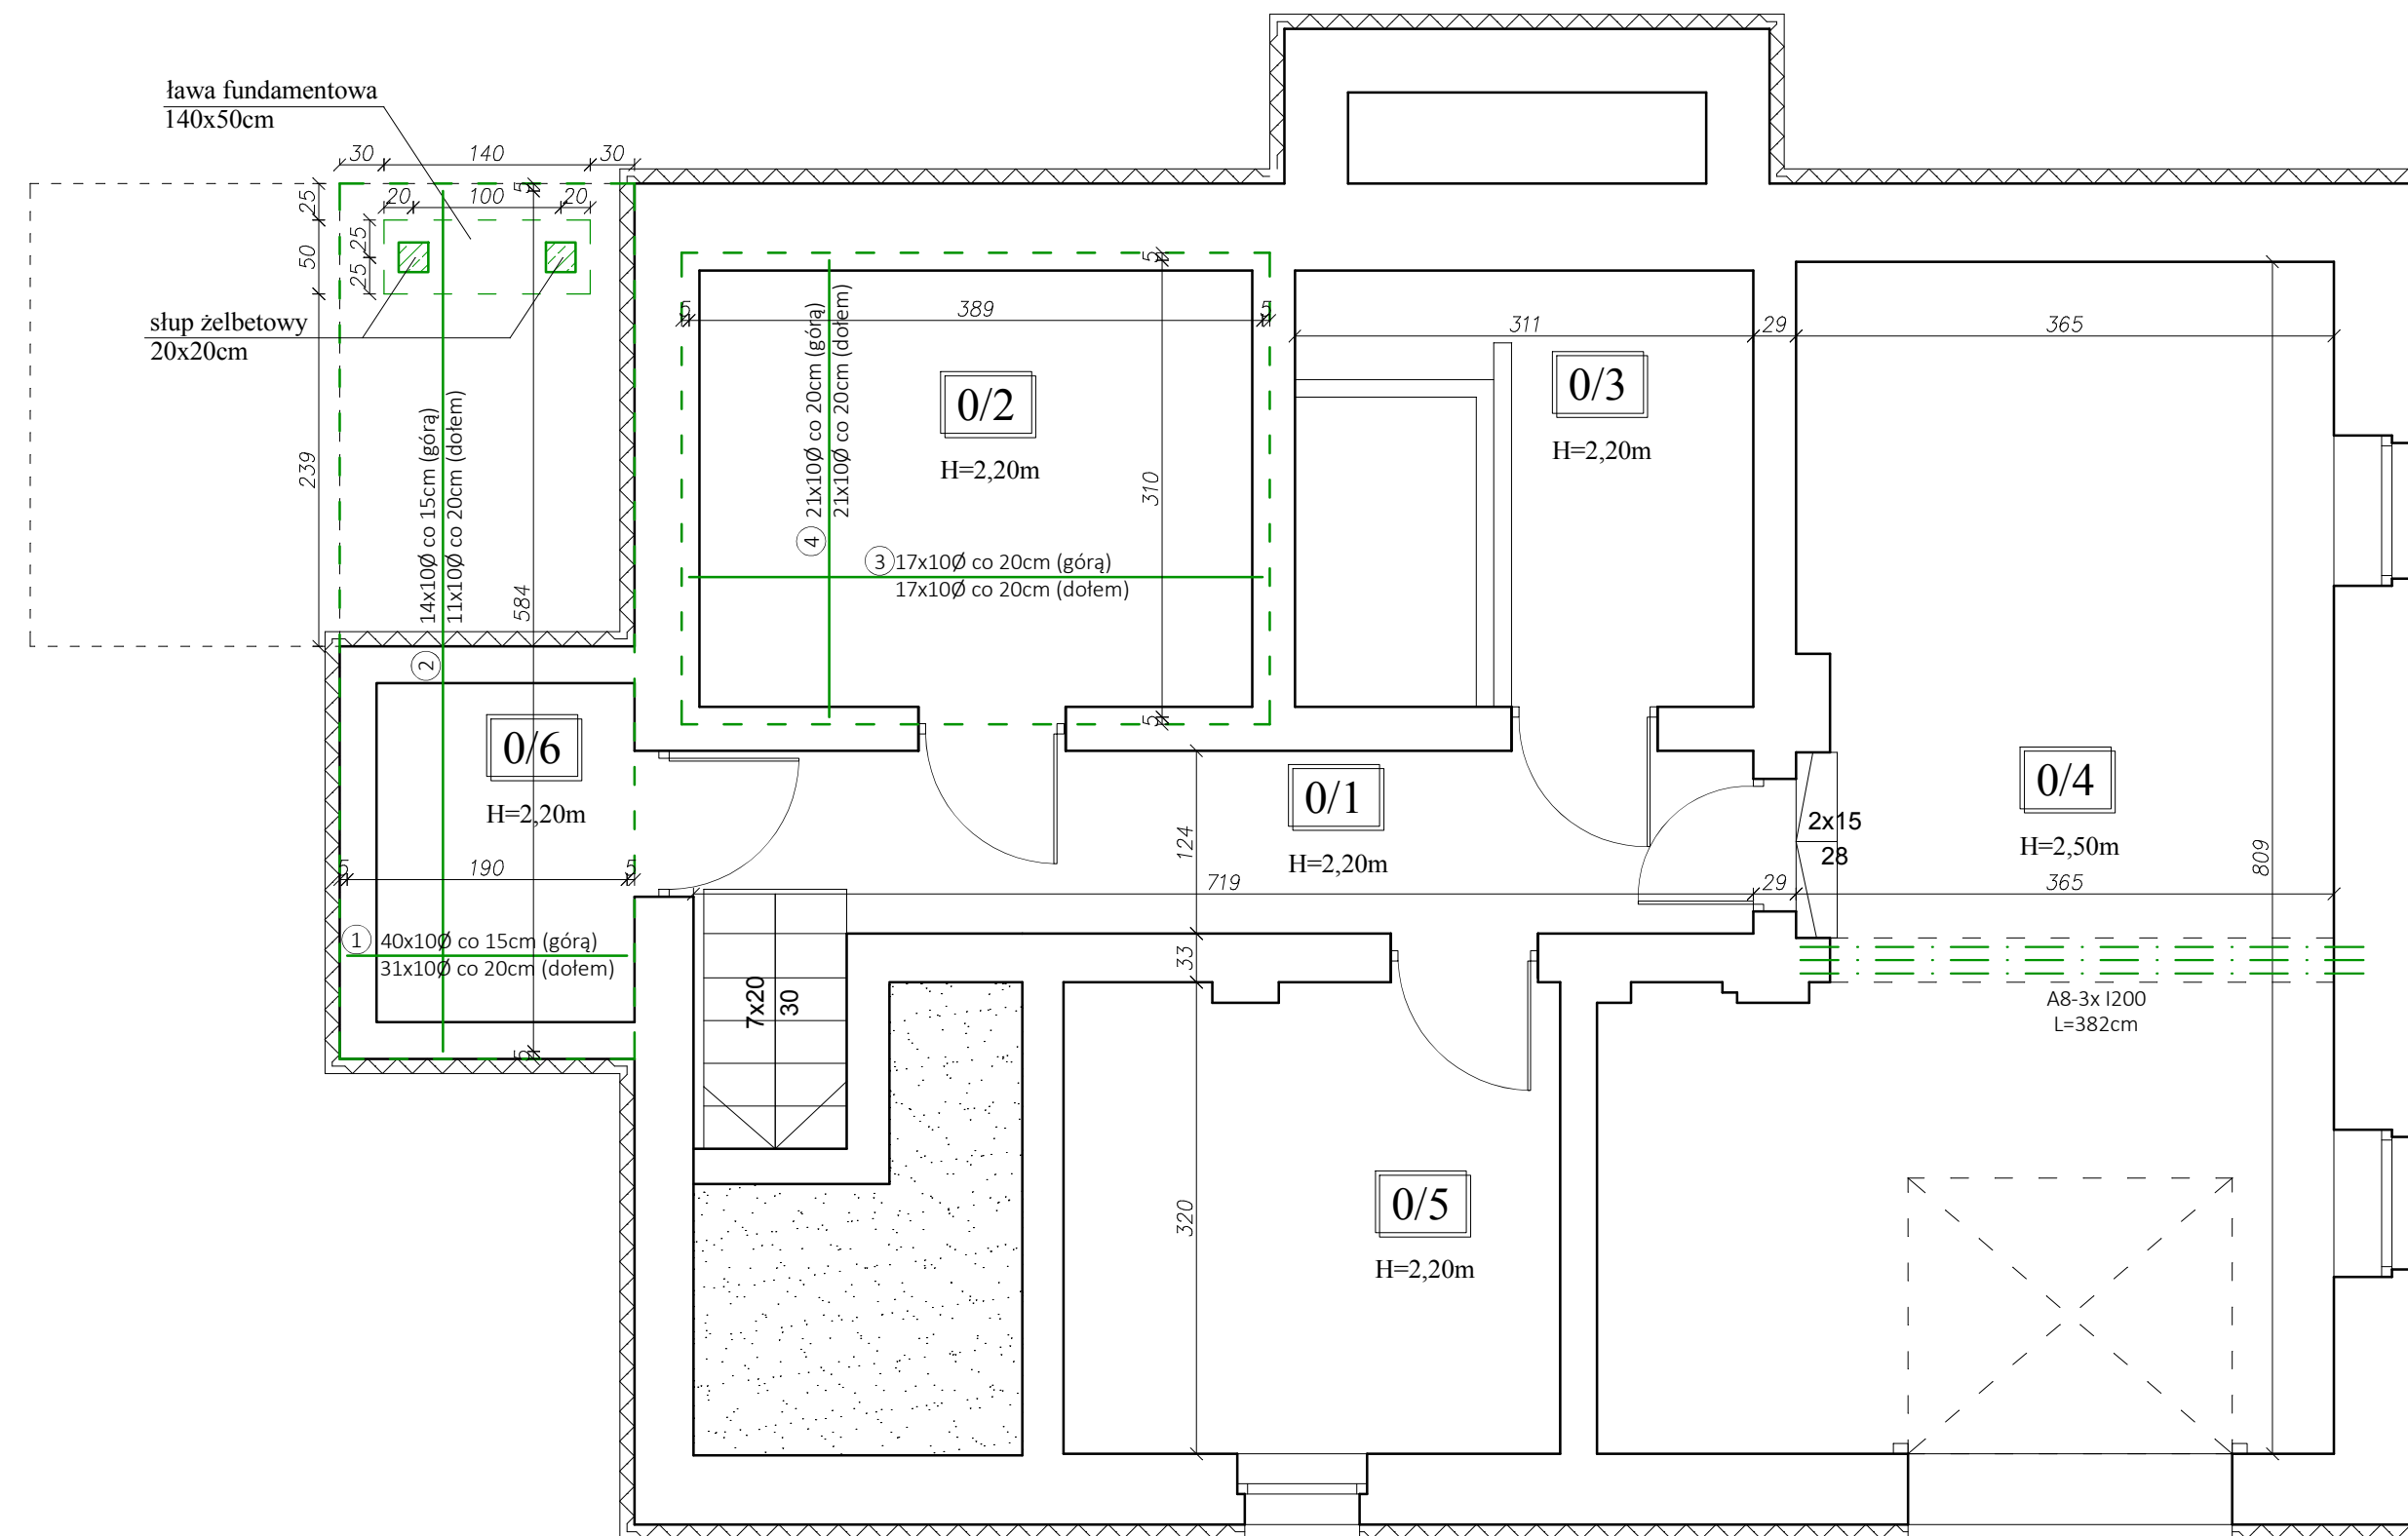 ława fundamentowa
140x50cm
30
140
30
5
20
100
20
25
50
239
25
25
słup żelbetowy
20x20cm
14x10Ø co 15cm (górą)
11x10Ø co 20cm (dołem)
2
584
5
389
5
5
310
5
21x10Ø co 20cm (górą)
21x10Ø co 20cm (dołem)
4
0/2
H=2,20m
3
17x10Ø co 20cm (górą)
17x10Ø co 20cm (dołem)
311
29
365
0/3
H=2,20m
0/6
H=2,20m
5
190
5
1
40x10Ø co 15cm (górą)
31x10Ø co 20cm (dołem)
5
0/1
H=2,20m
124
719
29
365
33
2x15
28
0/4
H=2,50m
809
7x20
30
A8-3x I200
L=382cm
320
0/5
H=2,20m